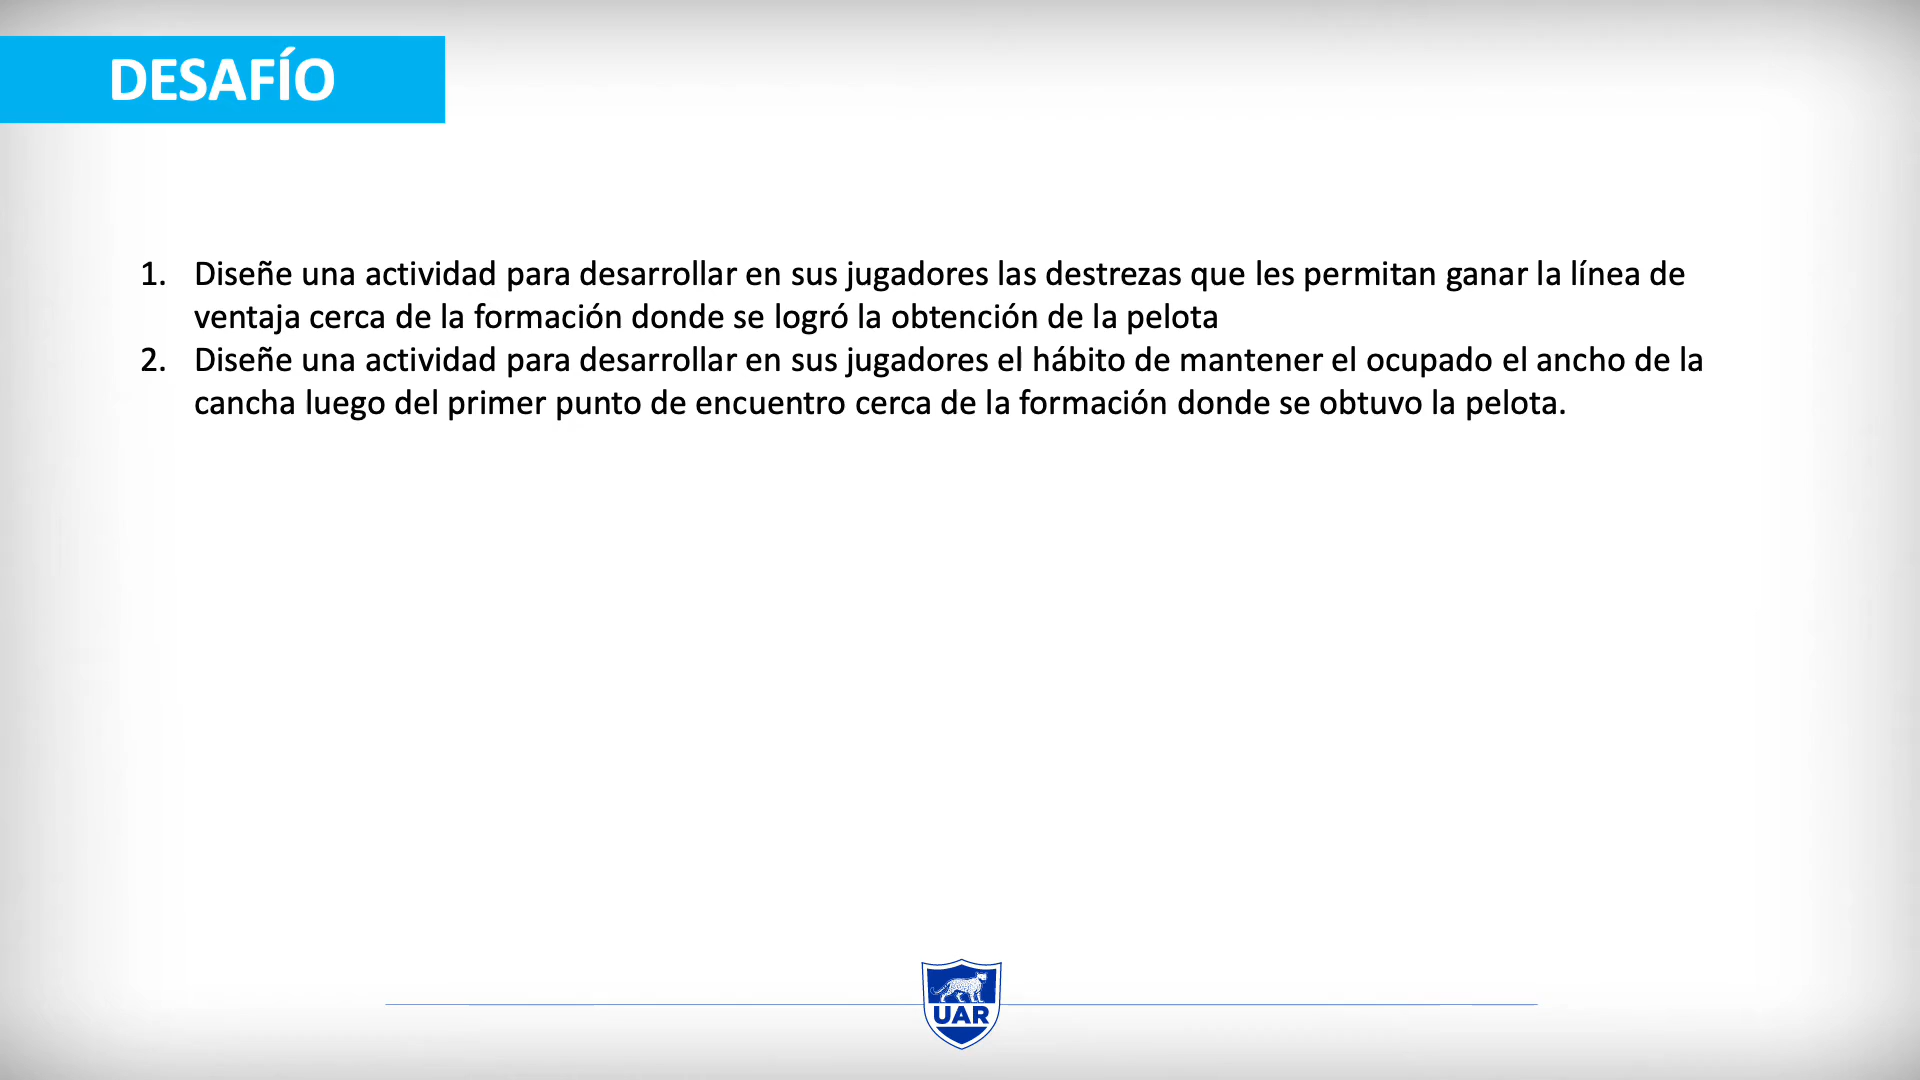 DESAFÍO
1. Diseñe una actividad para desarrollar en sus jugadores las destrezas que les permitan ganar la línea de
ventaja cerca de la formación donde se logró la obtención de la pelota
2. Diseñe una actividad para desarrollar en sus jugadores el hábito de mantener el ocupado el ancho de la
cancha luego del primer punto de encuentro cerca de la formación donde se obtuvo la pelota.
UAR